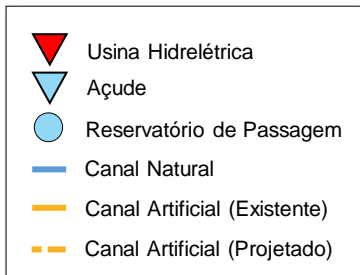 Usina Hidrelétrica
Açude
Reservatório de Passagem
Canal Natural
Canal Artificial (Existente)
Canal Artificial (Projetado)